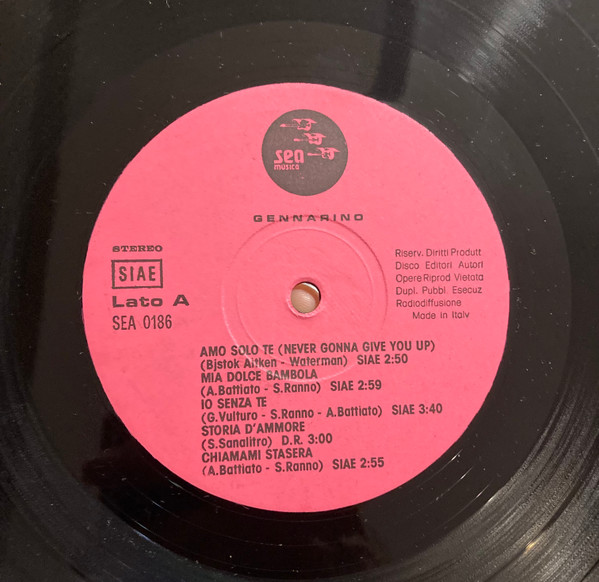 sea
musica
GENNARINO
STEREO
SIAE
Lato A
SEA 0186
Riserv. Diritti Produtt
Disco Editori Autori
Opere Riprod Vietata
Dupl. Pubbl. Esecuz
Radiodiffusione
Made in Italy
AMO SOLO TE (NEVER GONNA GIVE YOU UP)
(Bjstok Aitken - Waterman) SIAE 2:50
MIA DOLCE BAMBOLA
(A.Battiato - S.Ranno) SIAE 2:59
IO SENZA TE
(G.Vulturo - S.Ranno - A.Battiato) SIAE 3:40
STORIA D'AMMORE
(S.Sanalitro) D.R. 3:00
CHIAMAMI STASERA
(A.Battiato - S.Ranno) SIAE 2:55